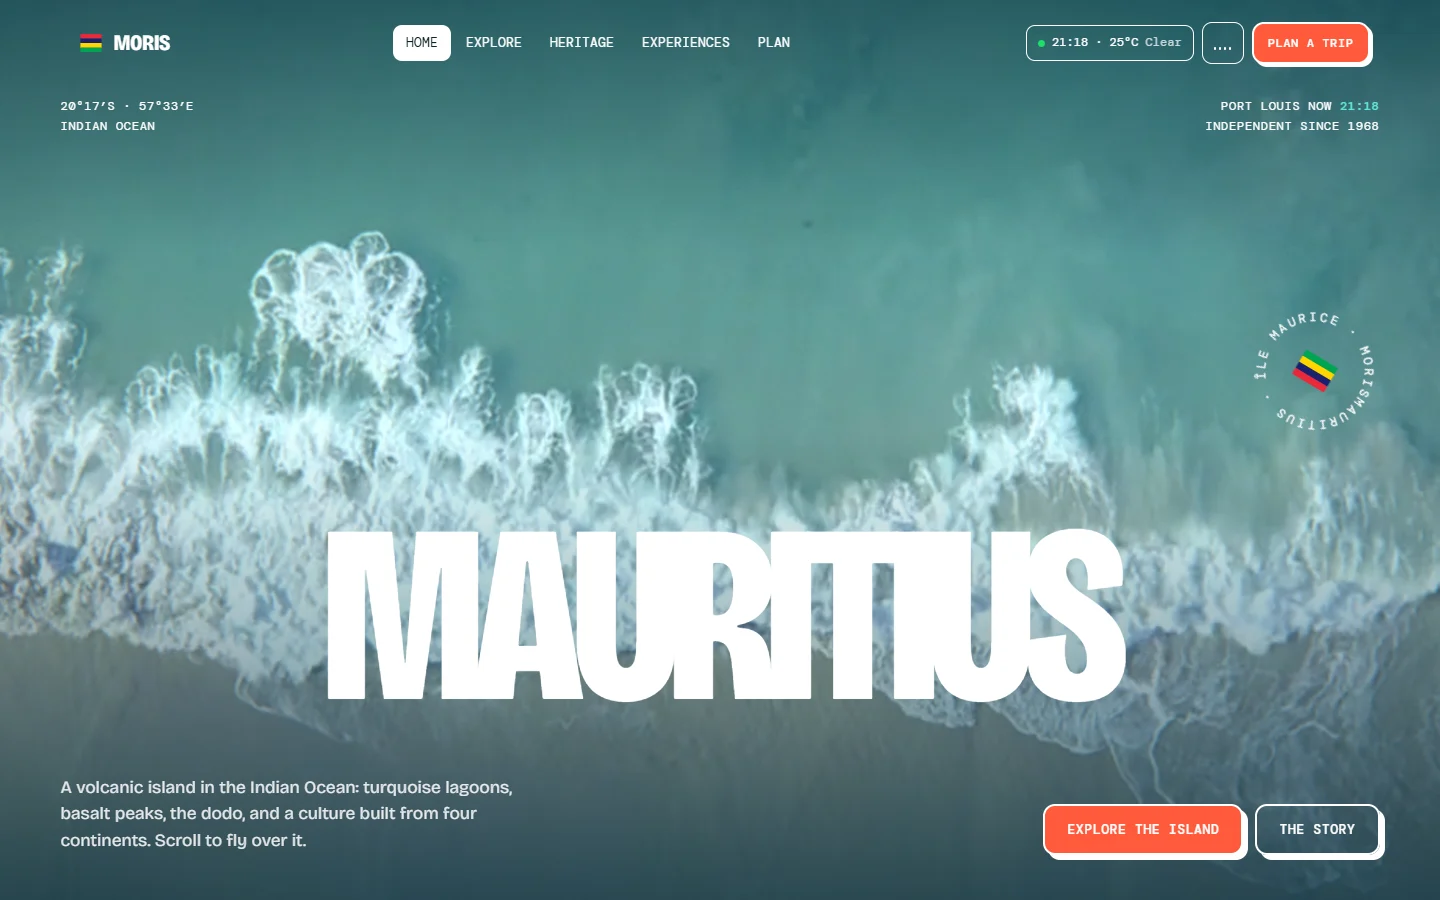 MORIS
HOME
EXPLORE
HERITAGE
EXPERIENCES
PLAN
21:18 · 25°C Clear
....
PLAN A TRIP
20°17′S · 57°33′E
INDIAN OCEAN
PORT LOUIS NOW 21:18
INDEPENDENT SINCE 1968
ÎLE MAURICE · MORIS
MAURITIUS ·
MAURITIUS
A volcanic island in the Indian Ocean: turquoise lagoons,
basalt peaks, the dodo, and a culture built from four
continents. Scroll to fly over it.
EXPLORE THE ISLAND
THE STORY